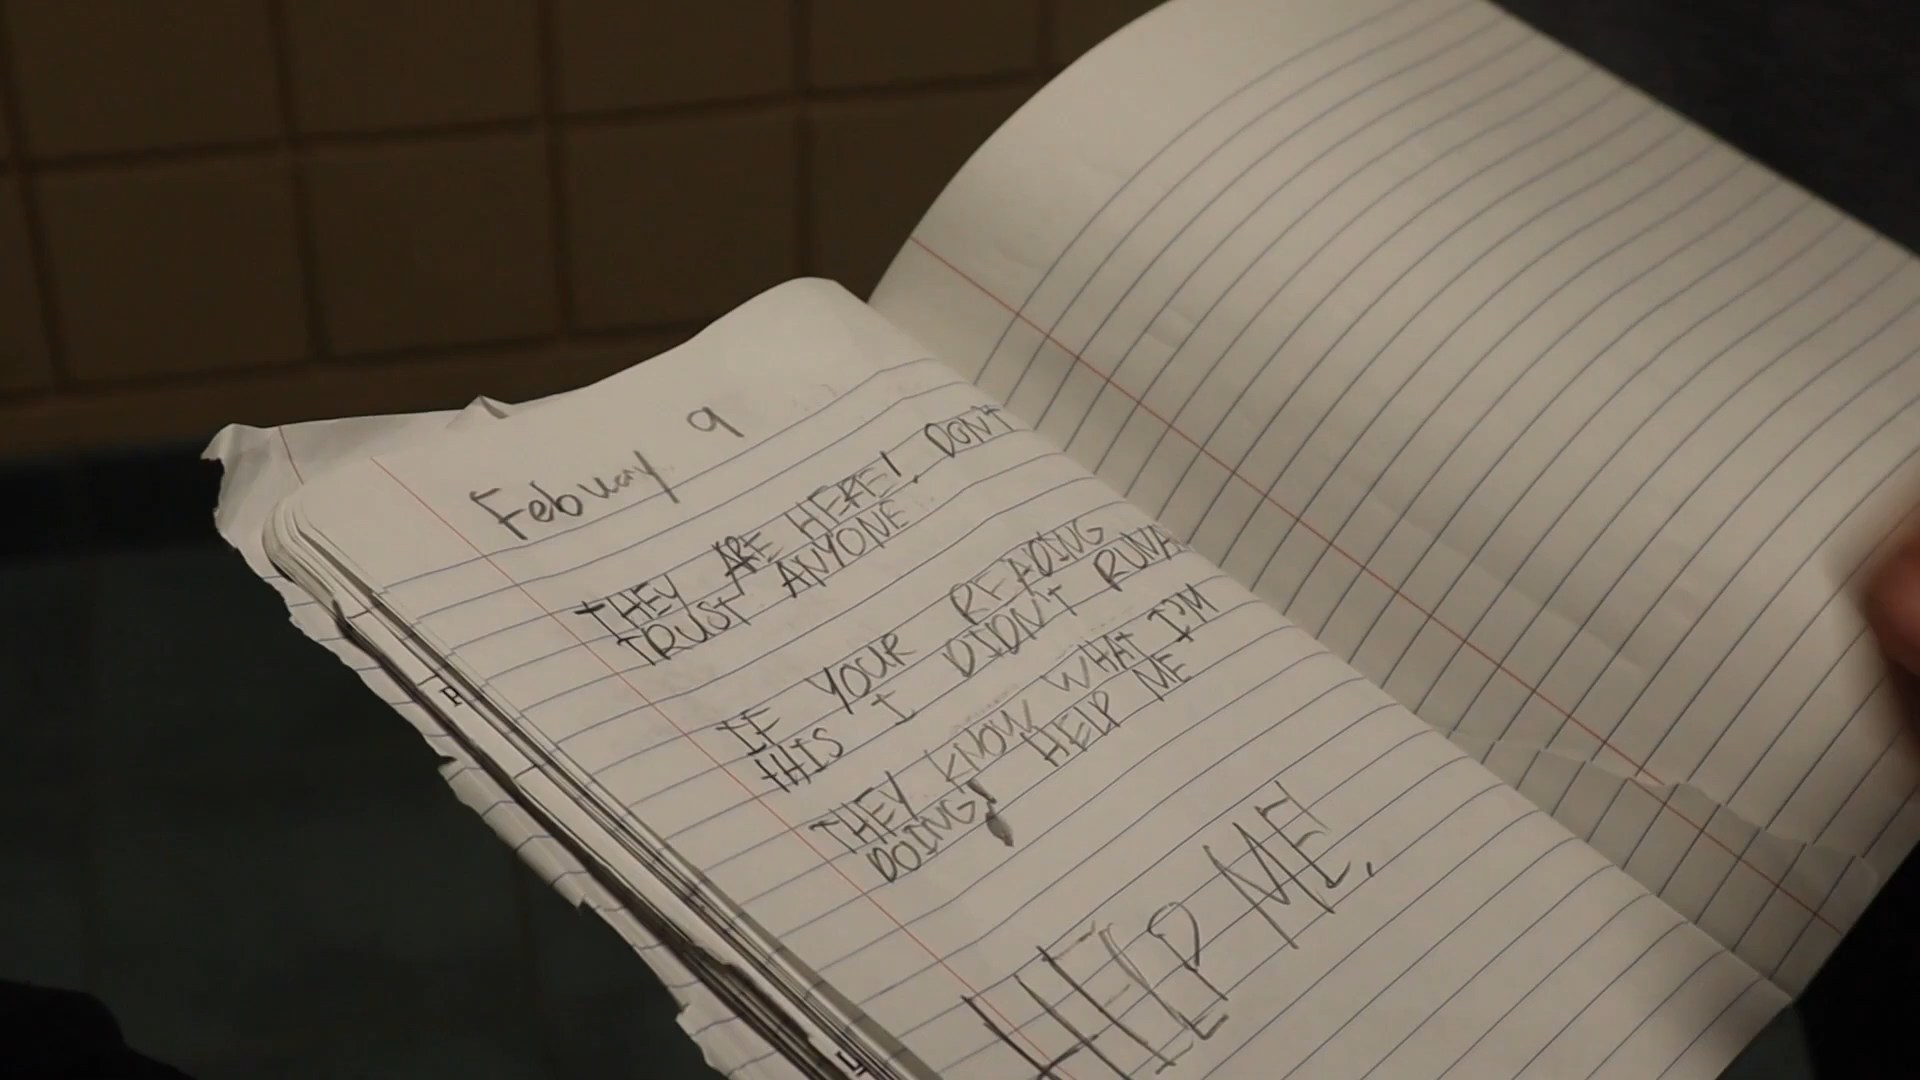 Febuary 9
THEY ARE HERE! DON'T
TRUST ANYONE
IF YOUR READING
THIS I DIDN'T RUNA
THEY KNOW WHAT I'M
DOING! HELP ME
HELP ME!